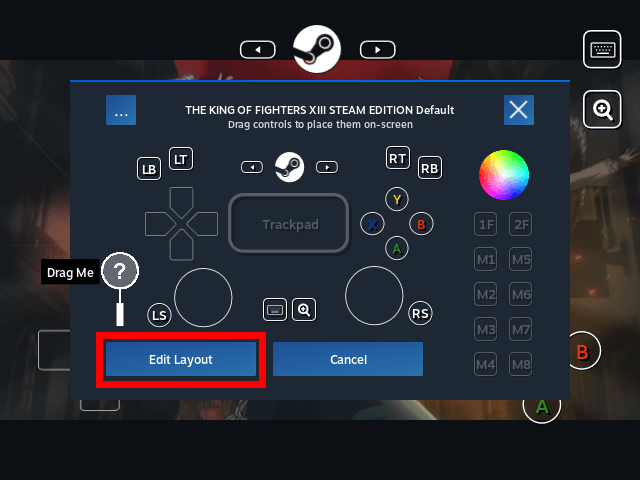 ...
THE KING OF FIGHTERS XIII STEAM EDITION Default
Drag controls to place them on-screen
LB
LT
RT
RB
Y
X
B
A
Trackpad
1F
2F
M1
M5
M2
M6
M3
M7
M4
M8
Drag Me
?
LS
RS
Edit Layout
Cancel
B
A